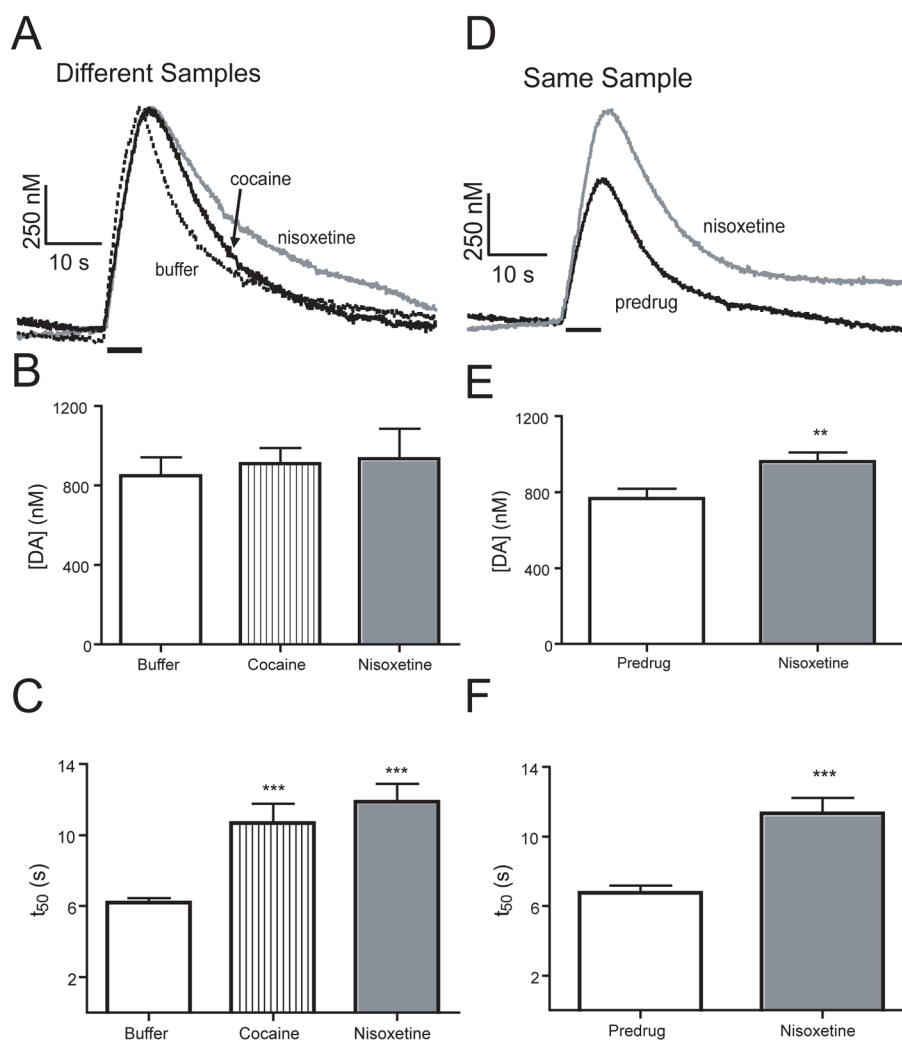 A
Different Samples
250 nM
10 s
cocaine
nisoxetine
buffer
D
Same Sample
250 nM
10 s
nisoxetine
predrug
B
[DA] (nM)
1200
800
400
0
Buffer
Cocaine
Nisoxetine
E
[DA] (nM)
1200
800
400
0
**
Predrug
Nisoxetine
C
t50 (s)
14
10
6
2
***
***
Buffer
Cocaine
Nisoxetine
F
t50 (s)
14
10
6
2
***
Predrug
Nisoxetine